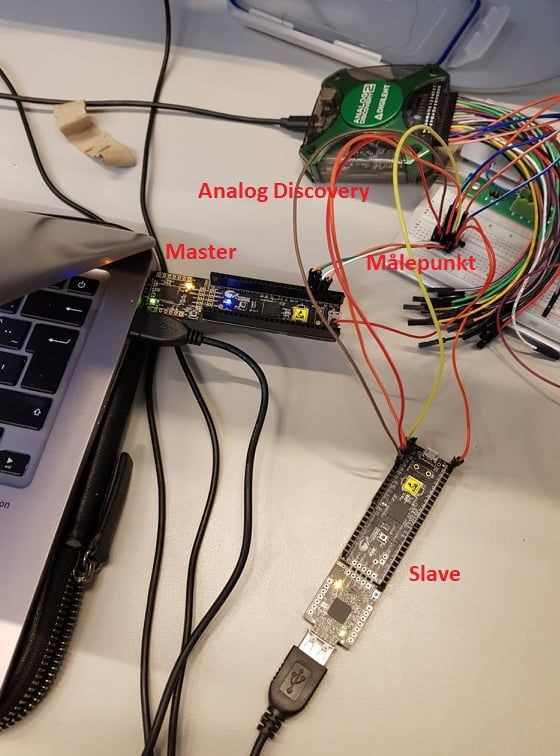 ANALOG
DISCOVERY 2
DIGILENT
Analog Discovery
Master
Målepunkt
Slave